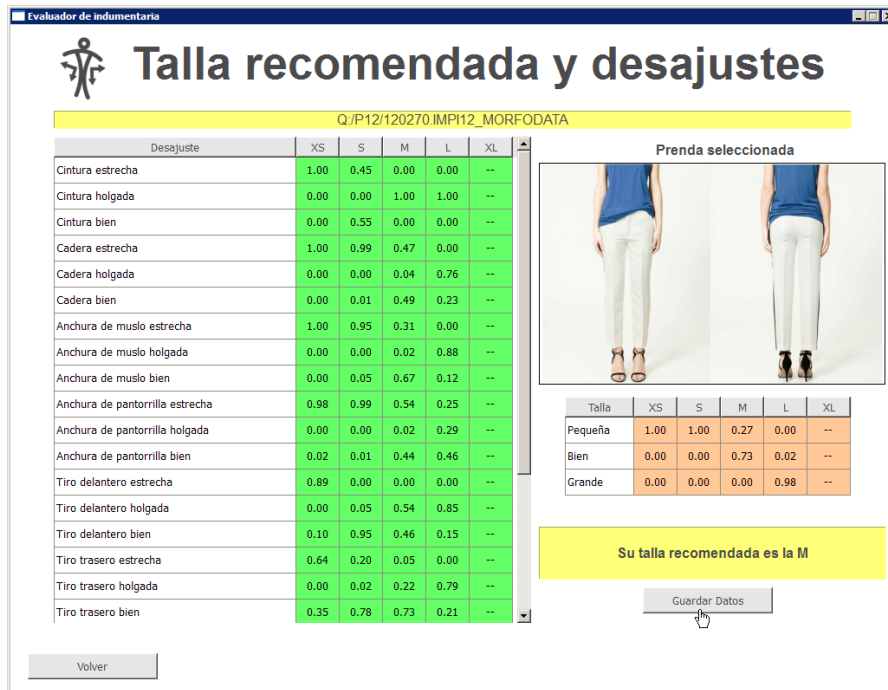 Evaluador de indumentaria
Talla recomendada y desajustes
Q:/P12/120270.IMPI12_MORFODATA
Desajuste XS S M L XL
Cintura estrecha 1.00 0.45 0.00 0.00 --
Cintura holgada 0.00 0.00 1.00 1.00 --
Cintura bien 0.00 0.55 0.00 0.00 --
Cadera estrecha 1.00 0.99 0.47 0.00 --
Cadera holgada 0.00 0.00 0.04 0.76 --
Cadera bien 0.00 0.01 0.49 0.23 --
Anchura de muslo estrecha 1.00 0.95 0.31 0.00 --
Anchura de muslo holgada 0.00 0.00 0.02 0.88 --
Anchura de muslo bien 0.00 0.05 0.67 0.12 --
Anchura de pantorrilla estrecha 0.98 0.99 0.54 0.25 --
Anchura de pantorrilla holgada 0.00 0.00 0.02 0.29 --
Anchura de pantorrilla bien 0.02 0.01 0.44 0.46 --
Tiro delantero estrecha 0.89 0.00 0.00 0.00 --
Tiro delantero holgada 0.00 0.05 0.54 0.85 --
Tiro delantero bien 0.10 0.95 0.46 0.15 --
Tiro trasero estrecha 0.64 0.20 0.05 0.00 --
Tiro trasero holgada 0.00 0.02 0.22 0.79 --
Tiro trasero bien 0.35 0.78 0.73 0.21 --
Prenda seleccionada
Talla XS S M L XL
Pequeña 1.00 1.00 0.27 0.00 --
Bien 0.00 0.00 0.73 0.02 --
Grande 0.00 0.00 0.00 0.98 --
Su talla recomendada es la M
Guardar Datos
Volver